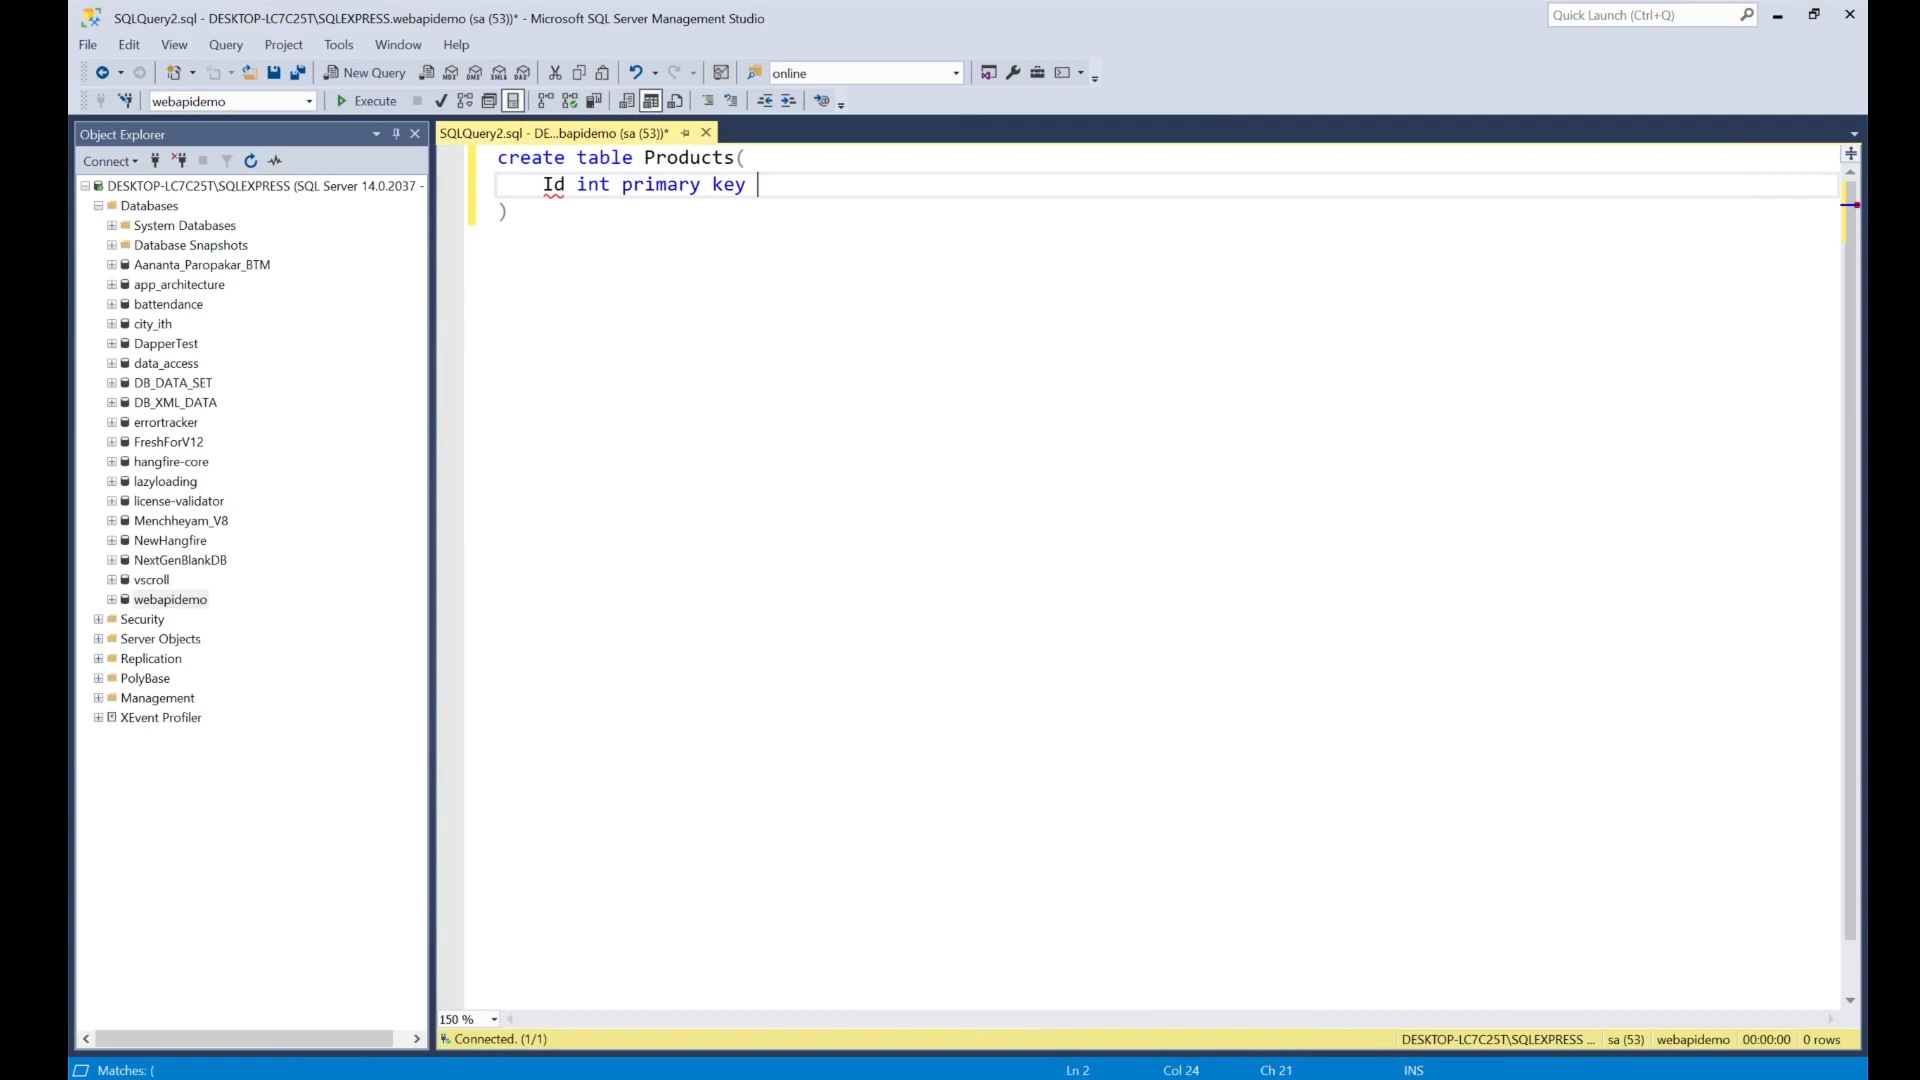 SQLQuery2.sql - DESKTOP-LC7C25T\SQLEXPRESS.webapidemo (sa (53))* - Microsoft SQL Server Management Studio
Quick Launch (Ctrl+Q)
File Edit View Query Project Tools Window Help
New Query MDX DMX XMLA DAX online
webapidemo Execute
Object Explorer
SQLQuery2.sql - DE...bapidemo (sa (53))*
Connect
DESKTOP-LC7C25T\SQLEXPRESS (SQL Server 14.0.2037 -
Databases
System Databases
Database Snapshots
Aananta_Paropakar_BTM
app_architecture
battendance
city_ith
DapperTest
data_access
DB_DATA_SET
DB_XML_DATA
errortracker
FreshForV12
hangfire-core
lazyloading
license-validator
Menchheyam_V8
NewHangfire
NextGenBlankDB
vscroll
webapidemo
Security
Server Objects
Replication
PolyBase
Management
XEvent Profiler
create table Products(
Id int primary key
)
150 %
Connected. (1/1)
DESKTOP-LC7C25T\SQLEXPRESS ... sa (53) webapidemo 00:00:00 0 rows
Matches: (
Ln 2 Col 24 Ch 21 INS